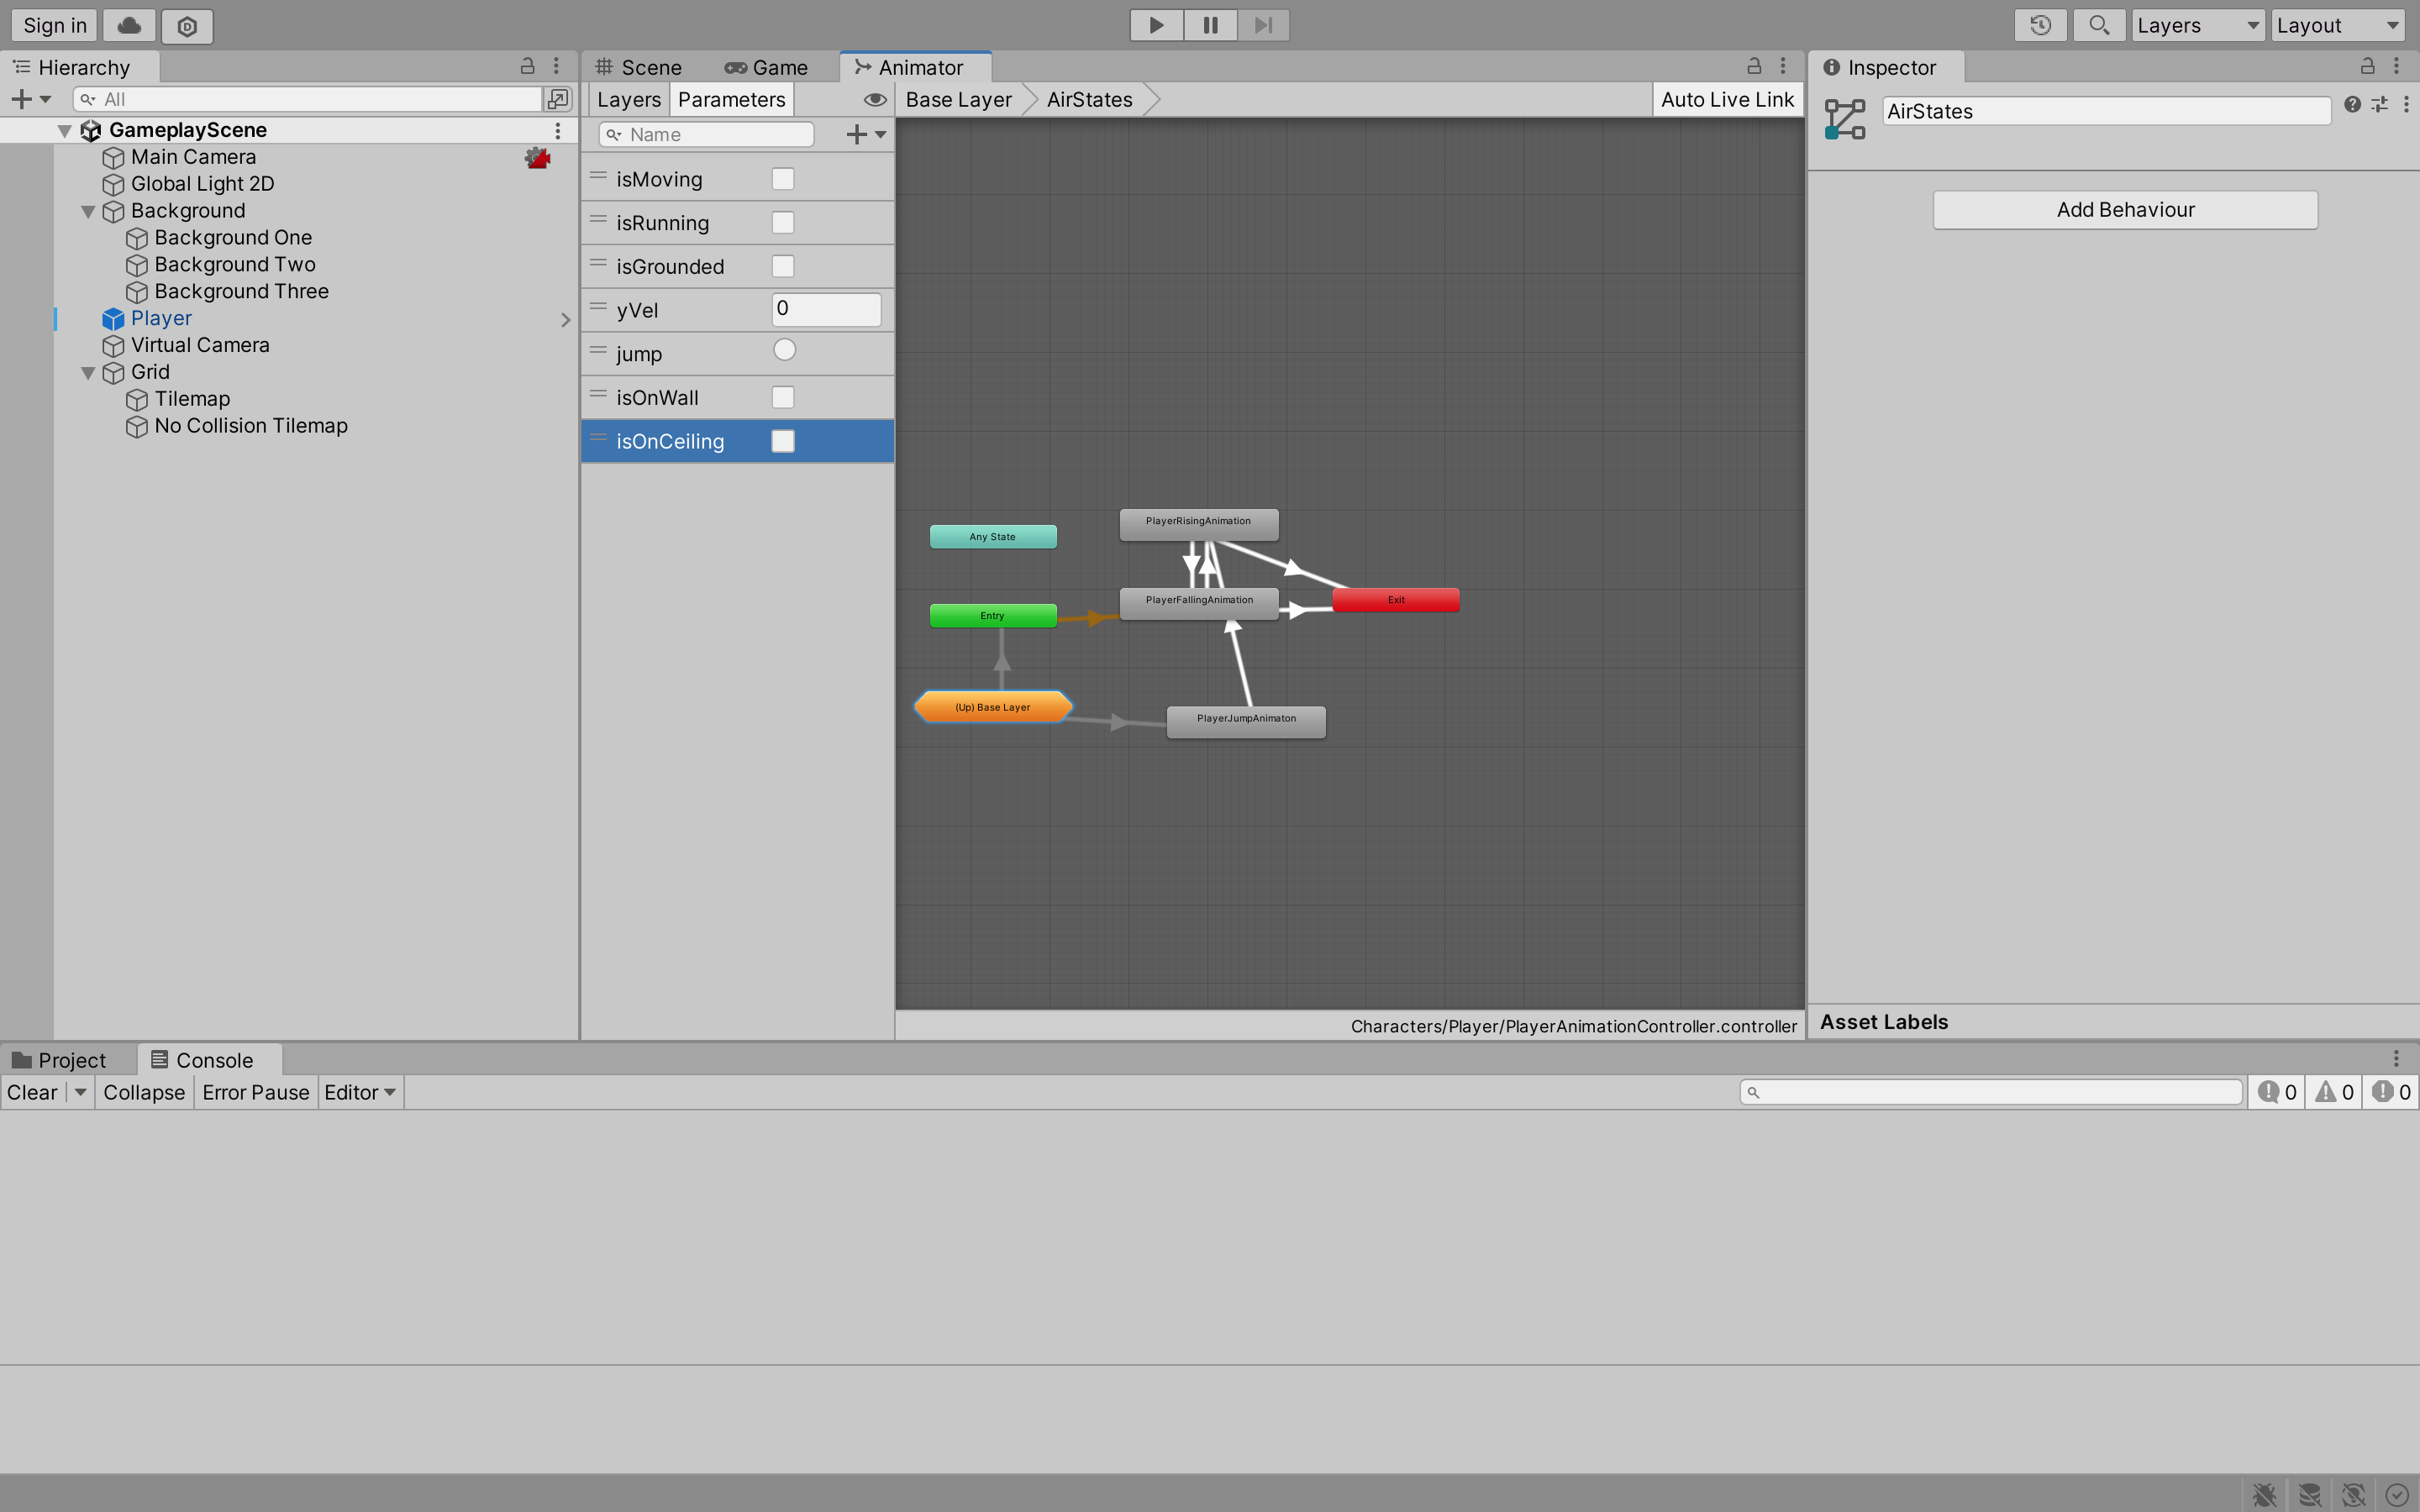 Sign in
Layers
Layout
Hierarchy
Scene
Game
Animator
Inspector
All
Layers
Parameters
Base Layer
AirStates
Auto Live Link
AirStates
GameplayScene
Name
Main Camera
Global Light 2D
Background
Background One
Background Two
Background Three
Player
Virtual Camera
Grid
Tilemap
No Collision Tilemap
isMoving
isRunning
isGrounded
yVel
0
jump
isOnWall
isOnCeiling
Add Behaviour
PlayerRisingAnimation
Any State
PlayerFallingAnimation
Exit
Entry
(Up) Base Layer
PlayerJumpAnimaton
Characters/Player/PlayerAnimationController.controller
Asset Labels
Project
Console
Clear
Collapse
Error Pause
Editor
0
0
0